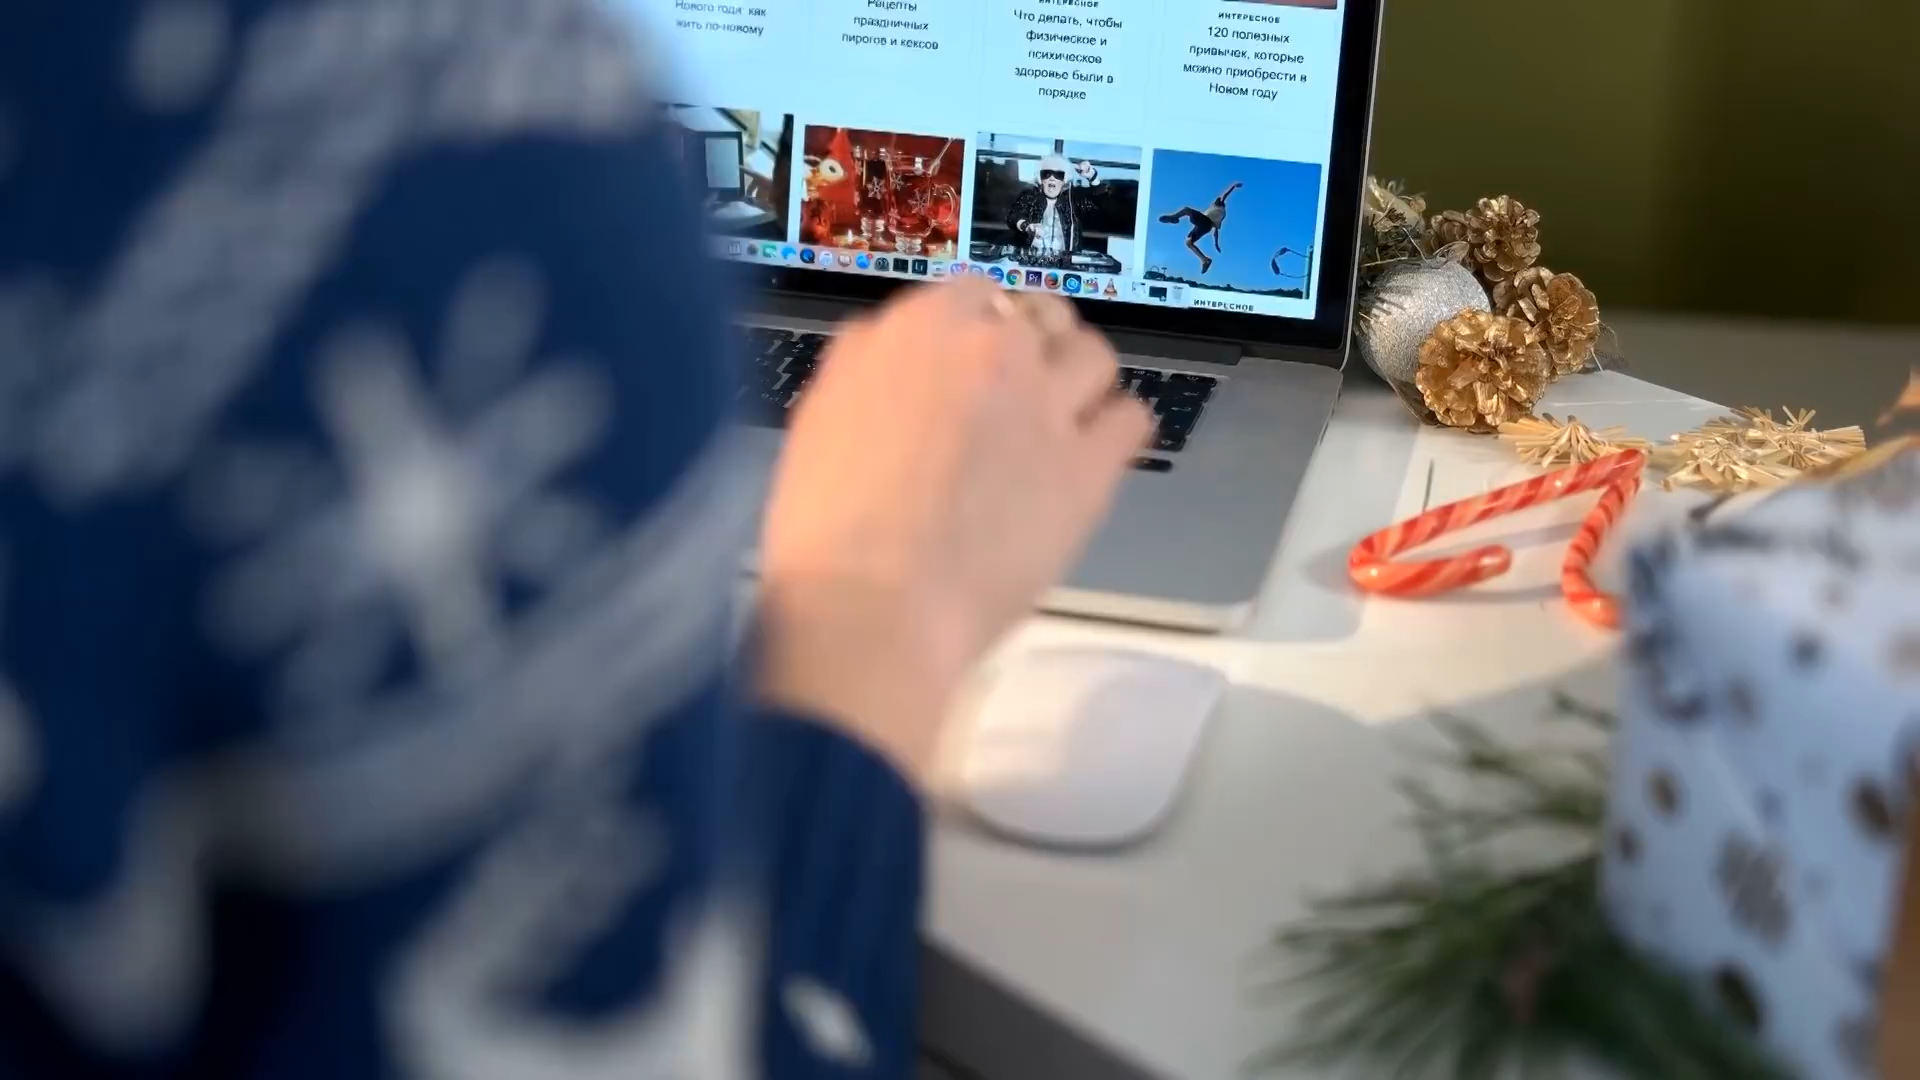 Нового года: как
жить по-новому
Рецепты
праздничных
пирогов и кексов
ИНТЕРЕСНОЕ
Что делать, чтобы
физическое и
психическое
здоровье были в
порядке
ИНТЕРЕСНОЕ
120 полезных
привычек, которые
можно приобрести в
Новом году
Pr
ИНТЕРЕСНОЕ